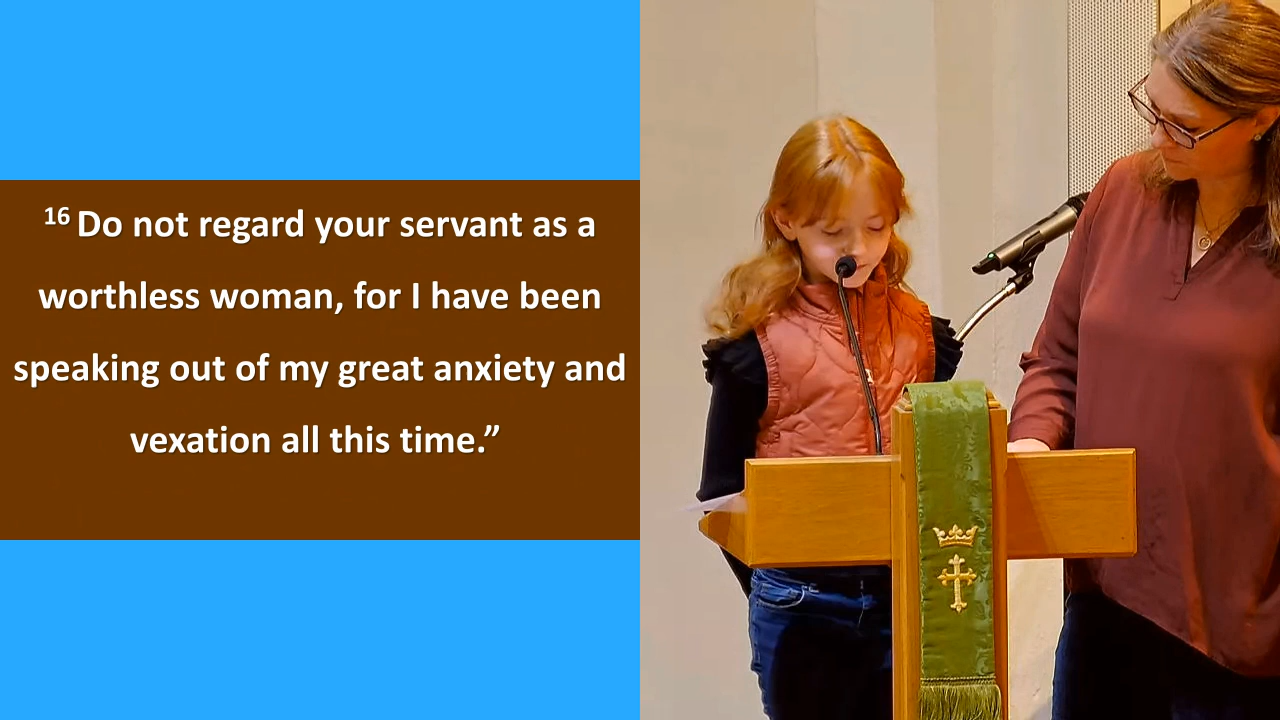 16 Do not regard your servant as a
worthless woman, for I have been
speaking out of my great anxiety and
vexation all this time.”